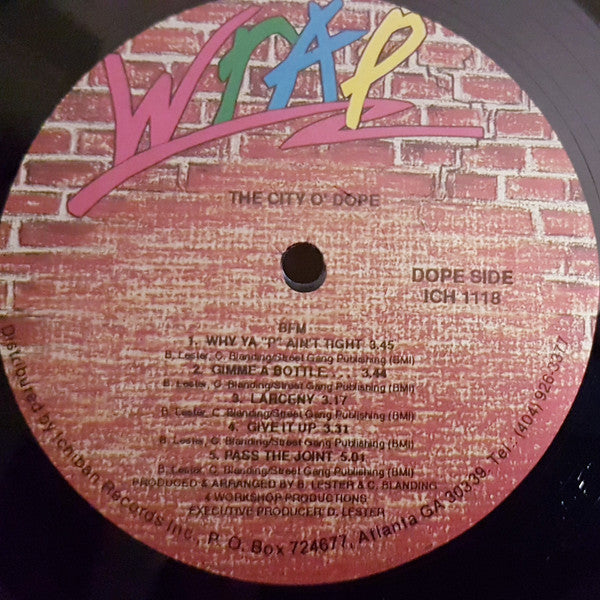 WRAP
THE CITY O' DOPE
DOPE SIDE
ICH 1118
BFM
1. WHY YA "P" AIN'T TIGHT 3.45
B. Lester, C. Blanding/Street Gang Publishing (BMI)
2. GIMME A BOTTLE . . . 3.44
B. Lester, C. Blanding/Street Gang Publishing (BMI)
3. LARCENY 3.17
B. Lester, C. Blanding/Street Gang Publishing (BMI)
4. GIVE IT UP 3.31
B. Lester, C. Blanding/Street Gang Publishing (BMI)
5. PASS THE JOINT 5.01
B. Lester, C. Blanding/Street Gang Publishing (BMI)
PRODUCED & ARRANGED BY B. LESTER & C. BLANDING
4 WORKSHOP PRODUCTIONS
EXECUTIVE PRODUCER D. LESTER
Distributed by Ichiban Records Inc., P. O. Box 724677, Atlanta GA 30339. Tel.: (404) 926-3377